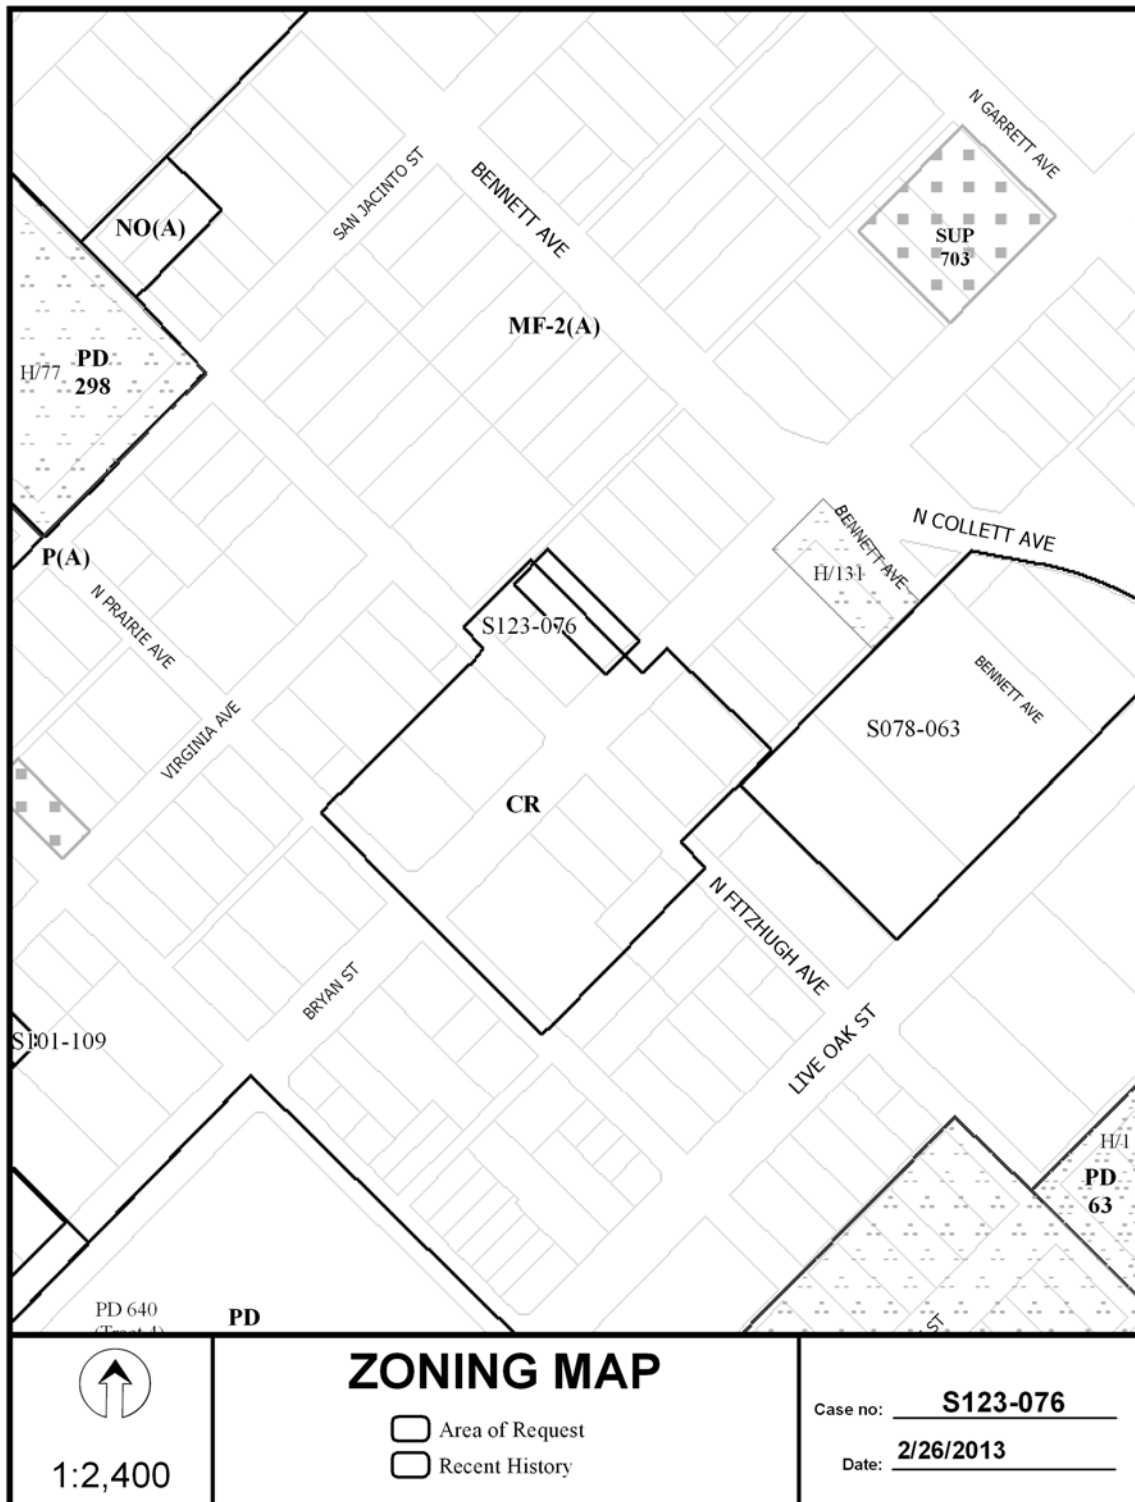 N GARRETT AVE
SAN JACINTO ST
BENNETT AVE
NO(A)
SUP
703
MF-2(A)
H/77
PD
298
N COLLETT AVE
BENNETT AVE
P(A)
H/131
N PRAIRIE AVE
S123-076
BENNETT AVE
VIRGINIA AVE
S078-063
CR
N FITZHUGH AVE
BRYAN ST
LIVE OAK ST
S101-109
H/1
PD
63
PD 640
(Tract 4)
PD
ST
ZONING MAP
Area of Request
Recent History
1:2,400
Case no: S123-076
Date: 2/26/2013